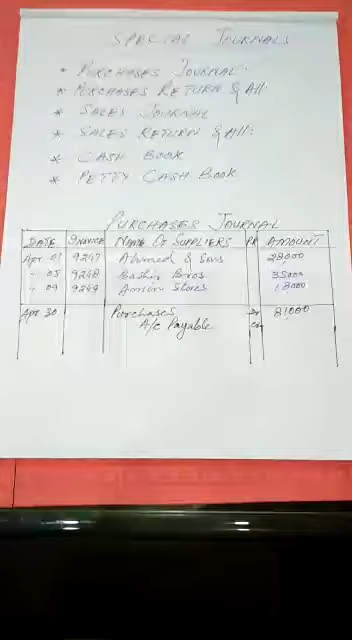 SPECIAL JOURNALS
* PURCHASES JOURNAL.
* PURCHASES RETURN & All:
* SALES JOURNAL
* SALES RETURN & All:
* CASH BOOK
* PETTY CASH BOOK
PURCHASES JOURNAL
DATE INVOICE NAME OF SUPPLIERS PR AMOUNT
Apr 01 9247 Ahmed & Sons 28000
" 05 9248 Bashir Bros 35000
" 09 9249 Amin Stores 18000
Apr 30 Purchases Dr 81000
A/c Payable Cr